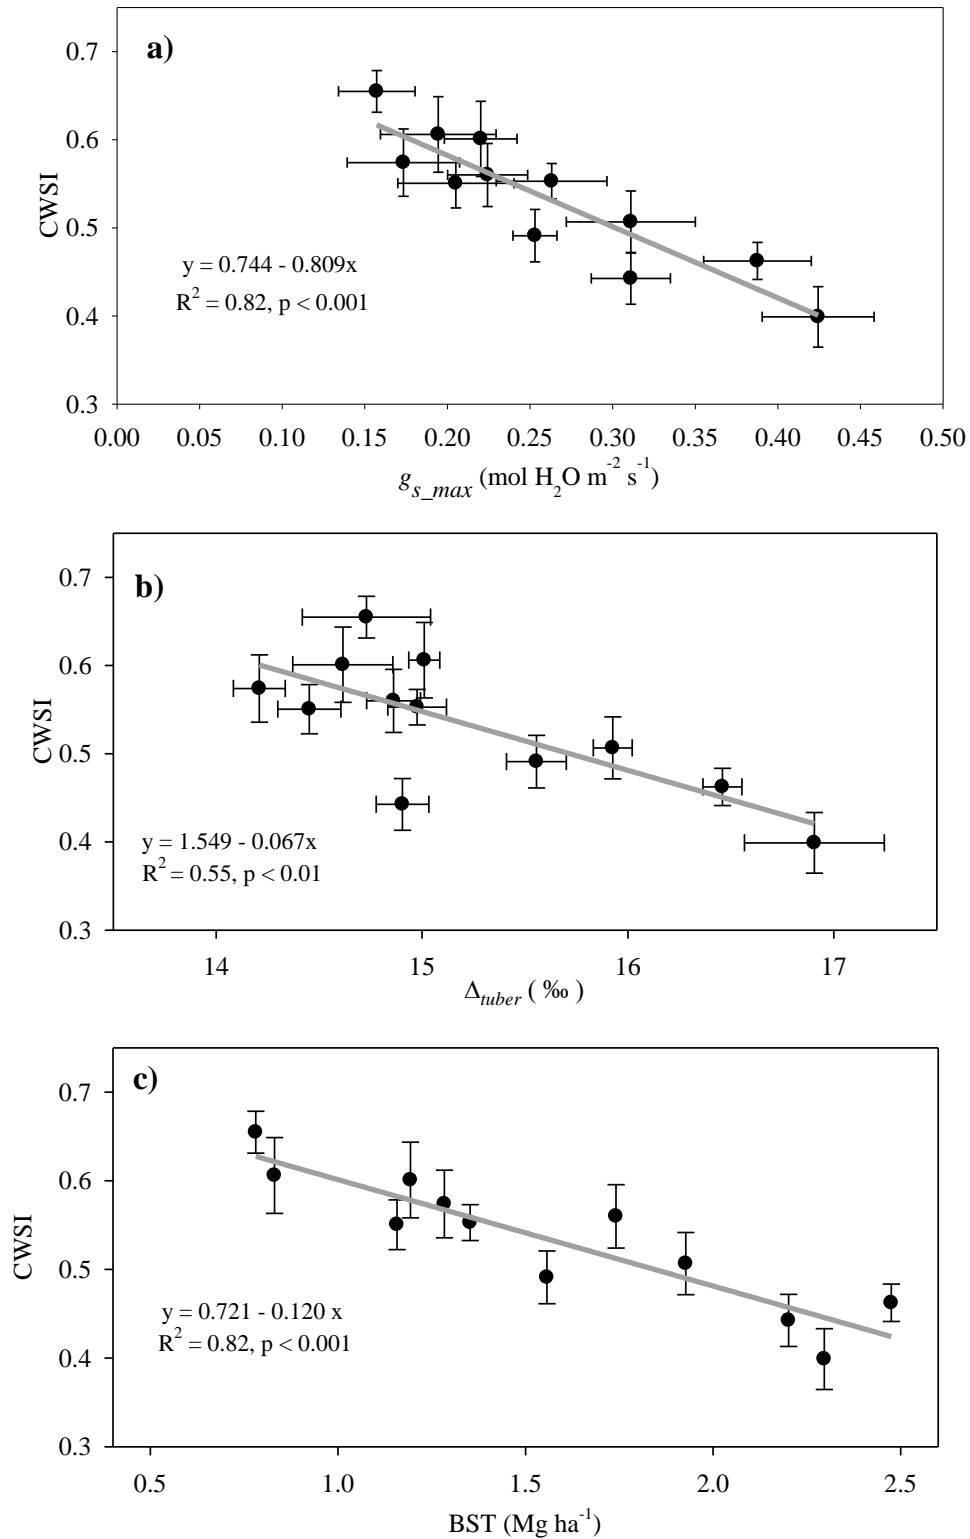 a)
0.7
0.6
0.5
0.4
0.3
CWSI
y = 0.744 - 0.809x
R² = 0.82, p < 0.001
0.00 0.05 0.10 0.15 0.20 0.25 0.30 0.35 0.40 0.45 0.50
g_{s_max} (mol H₂O m⁻² s⁻¹)
b)
0.7
0.6
0.5
0.4
0.3
CWSI
y = 1.549 - 0.067x
R² = 0.55, p < 0.01
14 15 16 17
Δ_{tuber} ( ‰ )
c)
0.7
0.6
0.5
0.4
0.3
CWSI
y = 0.721 - 0.120 x
R² = 0.82, p < 0.001
0.5 1.0 1.5 2.0 2.5
BST (Mg ha⁻¹)